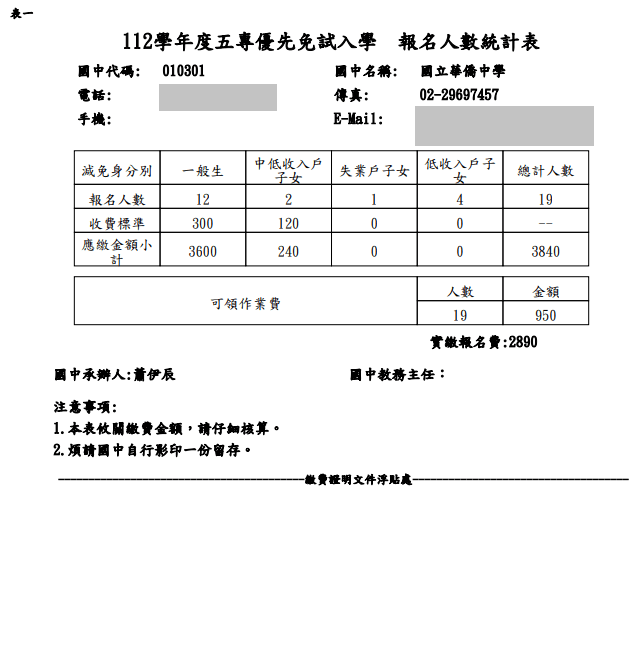 表一
112學年度五專優先免試入學 報名人數統計表
國中代碼: 010301 國中名稱: 國立華僑中學
電話: 傳真: 02-29697457
手機: E-Mail:
減免身分別 一般生 中低收入戶子女 失業戶子女 低收入戶子女 總計人數
報名人數 12 2 1 4 19
收費標準 300 120 0 0 --
應繳金額小計 3600 240 0 0 3840
可領作業費 人數 金額
19 950
實繳報名費:2890
國中承辦人:蕭伊辰 國中教務主任：
注意事項:
1.本表攸關繳費金額，請仔細核算。
2.煩請國中自行影印一份留存。
-----------------------------------------繳費證明文件浮貼處------------------------------------